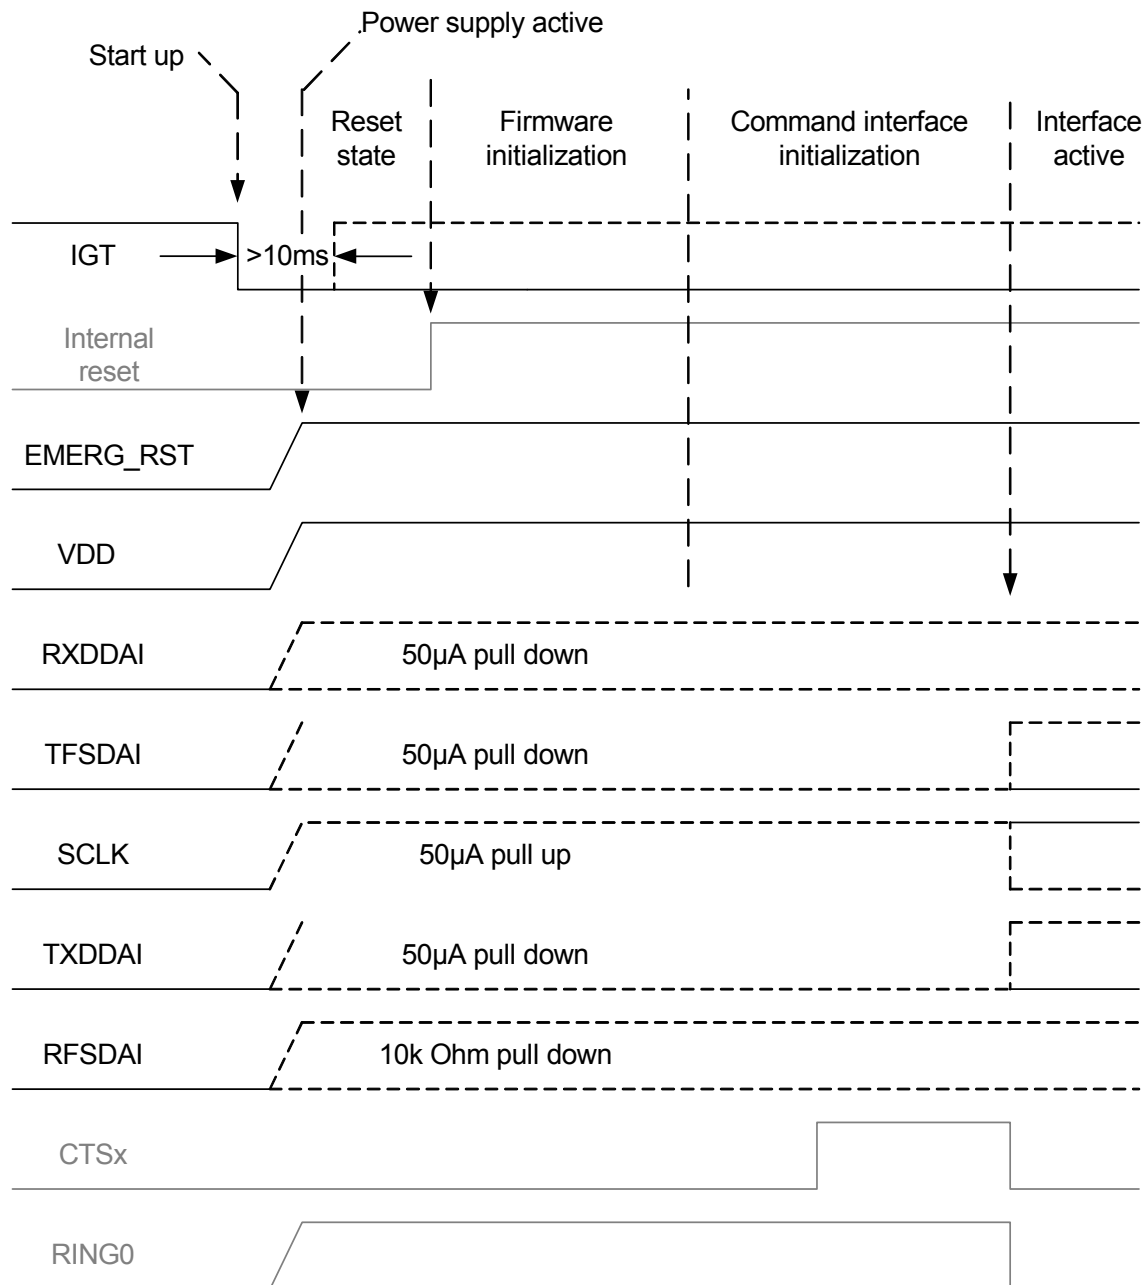 Power supply active
Start up
Reset
state
Firmware
initialization
Command interface
initialization
Interface
active
IGT
>10ms
Internal
reset
EMERG_RST
VDD
RXDDAI
50µA pull down
TFSDAI
50µA pull down
SCLK
50µA pull up
TXDDAI
50µA pull down
RFSDAI
10k Ohm pull down
CTSx
RING0